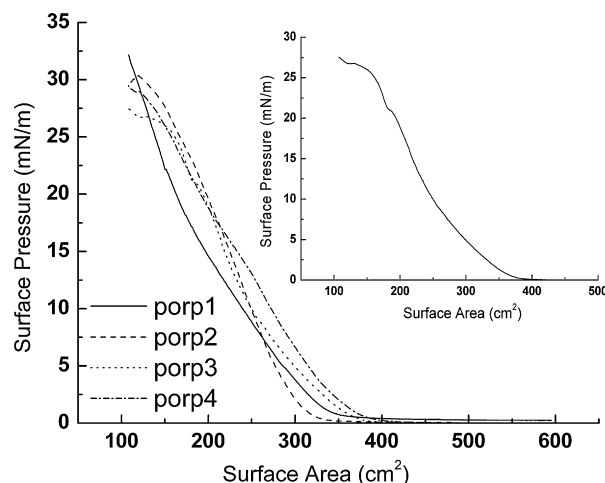 35
30
25
20
15
10
5
0
Surface Pressure (mN/m)
100 200 300 400 500 600
Surface Area (cm²)
porp1
porp2
porp3
porp4
30
25
20
15
10
5
0
Surface Pressure (mN/m)
100 200 300 400 500
Surface Area (cm²)